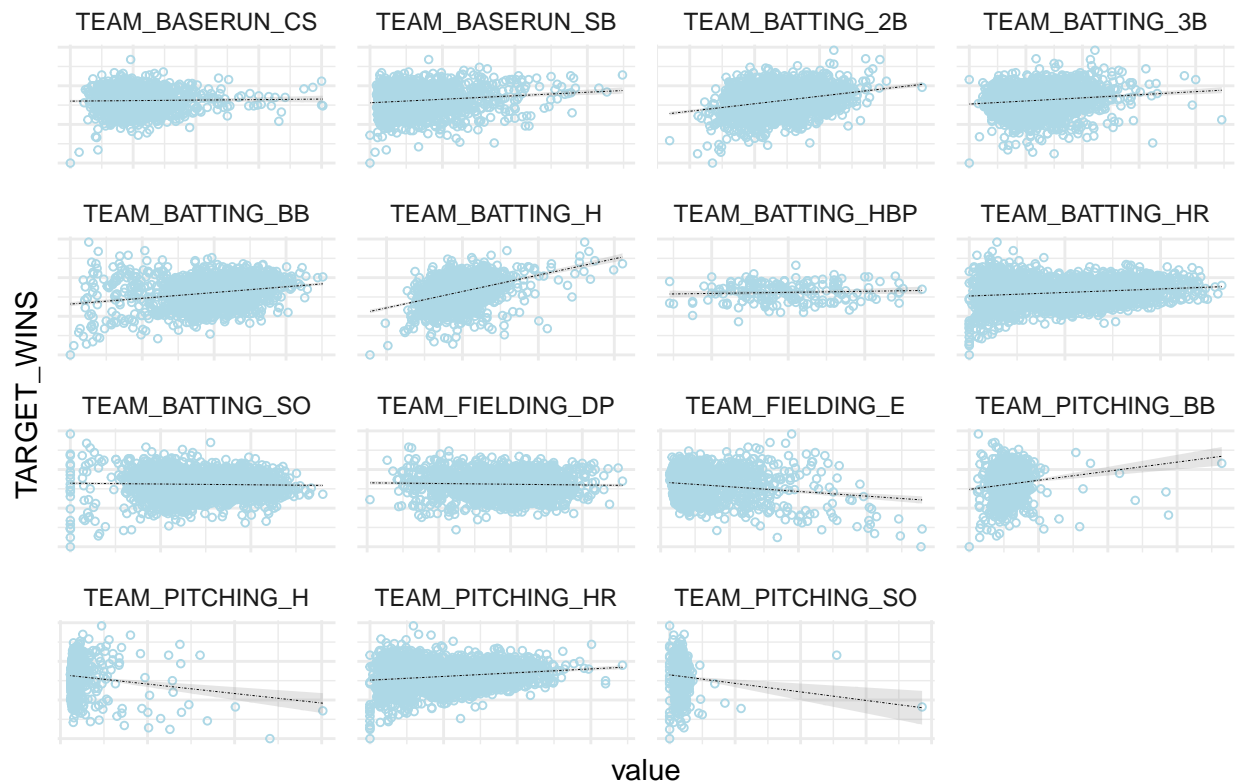 TEAM_BASERUN_CS
TEAM_BASERUN_SB
TEAM_BATTING_2B
TEAM_BATTING_3B
TEAM_BATTING_BB
TEAM_BATTING_H
TEAM_BATTING_HBP
TEAM_BATTING_HR
TARGET_WINS
TEAM_BATTING_SO
TEAM_FIELDING_DP
TEAM_FIELDING_E
TEAM_PITCHING_BB
TEAM_PITCHING_H
TEAM_PITCHING_HR
TEAM_PITCHING_SO
value